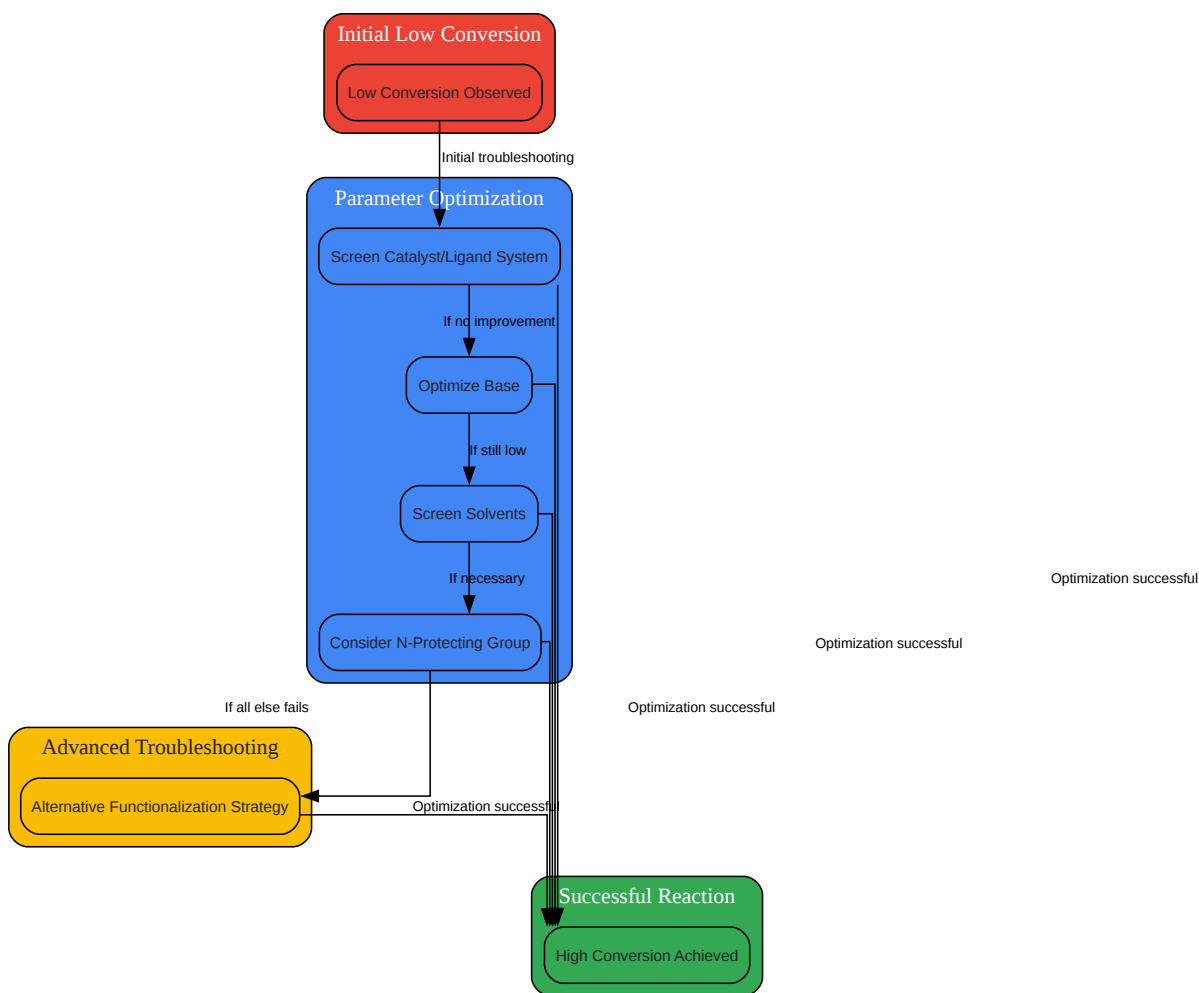 Initial Low Conversion
Low Conversion Observed
Initial troubleshooting
Parameter Optimization
Screen Catalyst/Ligand System
If no improvement
Optimize Base
If still low
Screen Solvents
If necessary
Optimization successful
Consider N-Protecting Group
Optimization successful
If all else fails
Optimization successful
Advanced Troubleshooting
Alternative Functionalization Strategy
Optimization successful
Successful Reaction
High Conversion Achieved